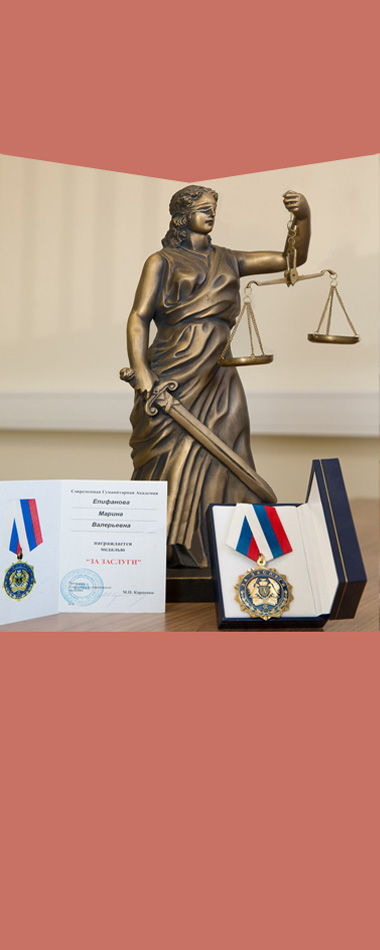 Современная Гуманитарная Академия
Епифанова
Марина
Валерьевна
награждается
медалью
"ЗА ЗАСЛУГИ"
М.П. Карпенко